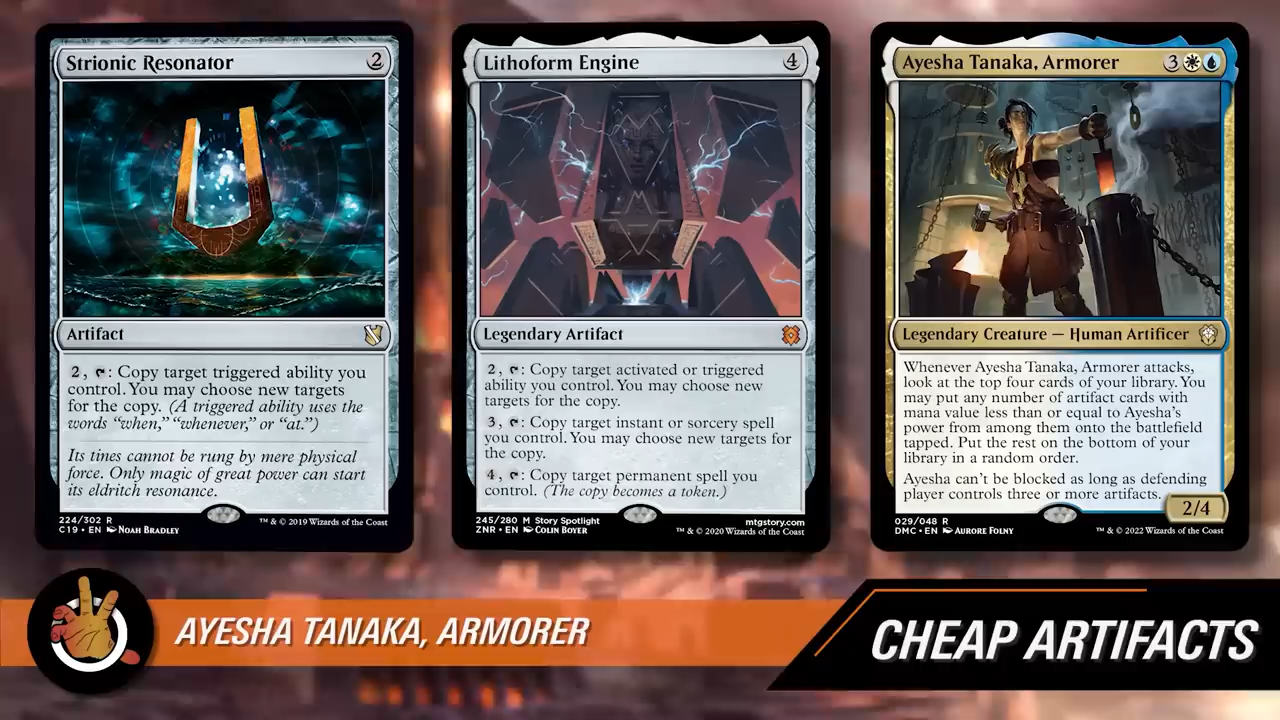 Strionic Resonator 2
Artifact
2, T: Copy target triggered ability you
control. You may choose new targets
for the copy. (A triggered ability uses the
words “when,” “whenever,” or “at.”)
Its tines cannot be rung by mere physical
force. Only magic of great power can start
its eldritch resonance.
224/302 R
C19 • EN Noah Bradley
™ & © 2019 Wizards of the Coast
Lithoform Engine 4
Legendary Artifact
2, T: Copy target activated or triggered
ability you control. You may choose new
targets for the copy.
3, T: Copy target instant or sorcery spell
you control. You may choose new targets for
the copy.
4, T: Copy target permanent spell you
control. (The copy becomes a token.)
245/280 M Story Spotlight
ZNR • EN Colin Boyer
mtgstory.com
™ & © 2020 Wizards of the Coast
Ayesha Tanaka, Armorer 3
Legendary Creature — Human Artificer
Whenever Ayesha Tanaka, Armorer attacks,
look at the top four cards of your library. You
may put any number of artifact cards with
mana value less than or equal to Ayesha’s
power from among them onto the battlefield
tapped. Put the rest on the bottom of your
library in a random order.
Ayesha can’t be blocked as long as defending
player controls three or more artifacts.
2/4
029/048 R
DMC • EN Aurore Folny
™ & © 2022 Wizards of the Coast
AYESHA TANAKA, ARMORER
CHEAP ARTIFACTS